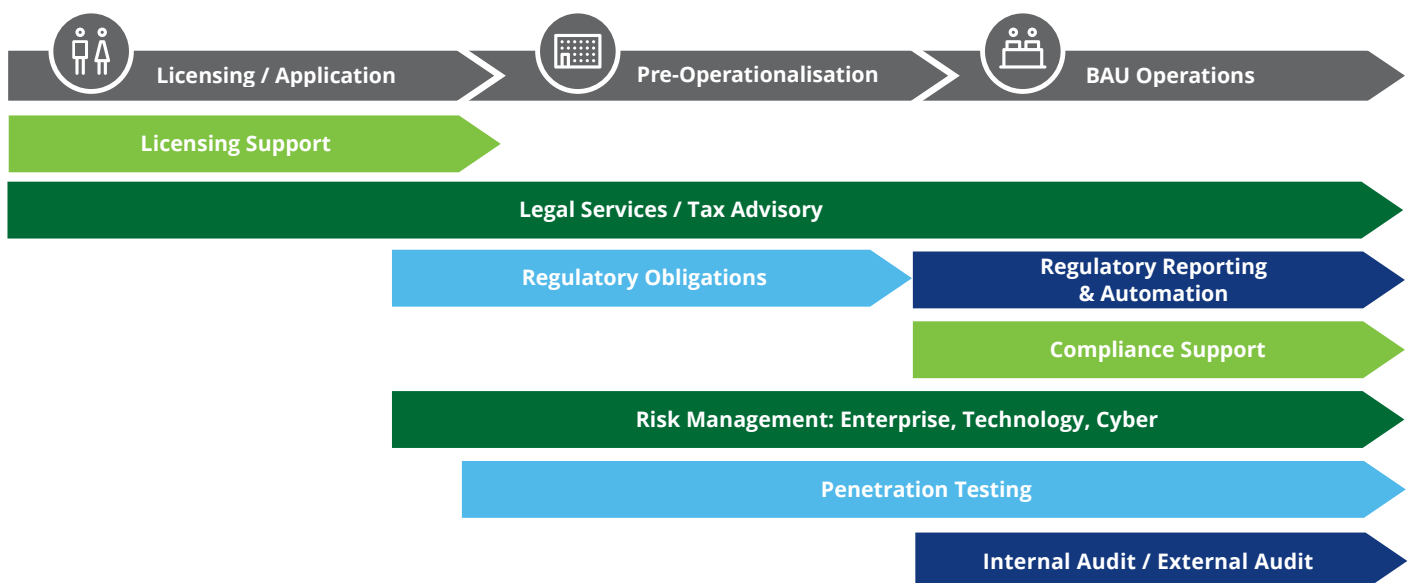 Licensing / Application
Pre-Operationalisation
BAU Operations
Licensing Support
Legal Services / Tax Advisory
Regulatory Obligations
Regulatory Reporting
& Automation
Compliance Support
Risk Management: Enterprise, Technology, Cyber
Penetration Testing
Internal Audit / External Audit